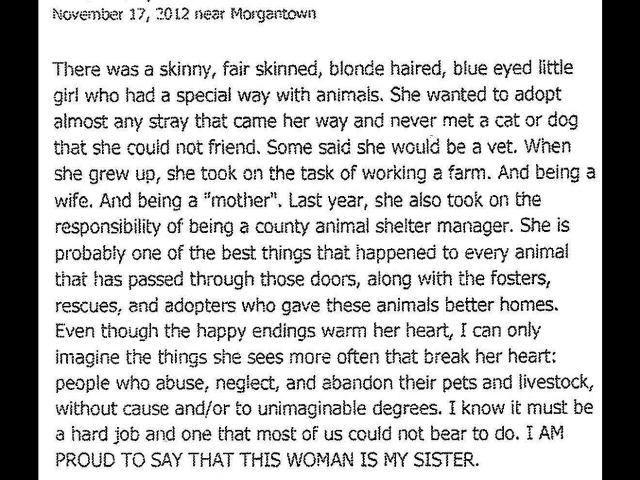 November 17, 2012 near Morgantown
There was a skinny, fair skinned, blonde haired, blue eyed little
girl who had a special way with animals. She wanted to adopt
almost any stray that came her way and never met a cat or dog
that she could not friend. Some said she would be a vet. When
she grew up, she took on the task of working a farm. And being a
wife. And being a "mother". Last year, she also took on the
responsibility of being a county animal shelter manager. She is
probably one of the best things that happened to every animal
that has passed through those doors, along with the fosters,
rescues, and adopters who gave these animals better homes.
Even though the happy endings warm her heart, I can only
imagine the things she sees more often that break her heart:
people who abuse, neglect, and abandon their pets and livestock,
without cause and/or to unimaginable degrees. I know it must be
a hard job and one that most of us could not bear to do. I AM
PROUD TO SAY THAT THIS WOMAN IS MY SISTER.